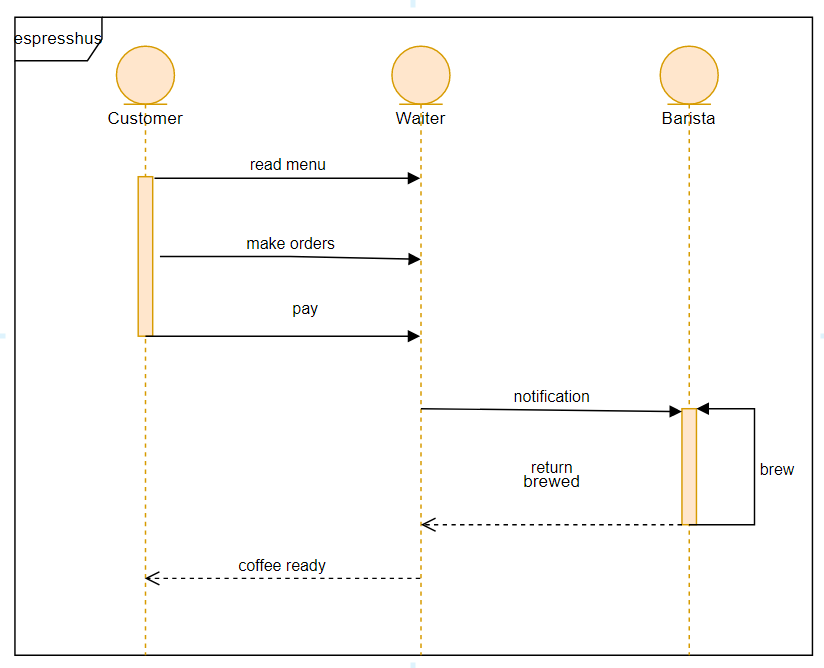 espresshus
Customer
Waiter
Barista
read menu
make orders
pay
notification
return
brewed
brew
coffee ready